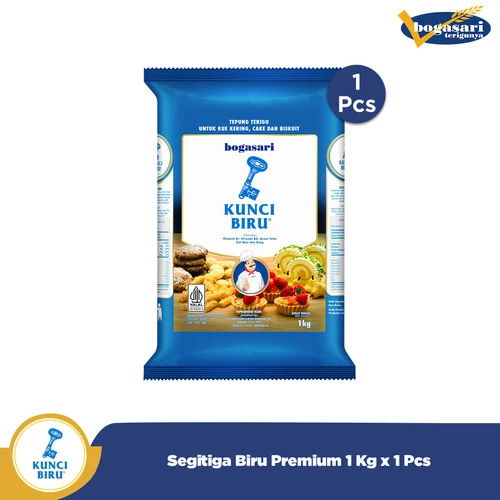 bogasari
terigunya
1
Pcs
TEPUNG TERIGU
UNTUK KUE KERING, CAKE DAN BISKUIT
bogasari
KUNCI
BIRU®
1kg
KUNCI
BIRU®
Segitiga Biru Premium 1 Kg x 1 Pcs